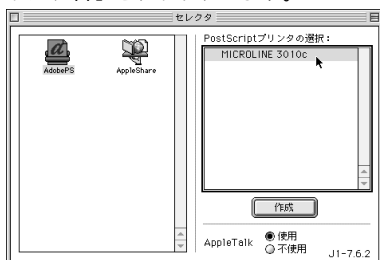 セレクタ
PostScriptプリンタの選択：
MICROLINE 3010c
AdobePS
AppleShare
作成
AppleTalk
使用
不使用
J1-7.6.2